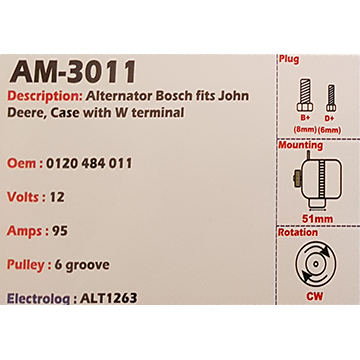 AM-3011
Description: Alternator Bosch fits John
Deere, Case with W terminal
Oem : 0120 484 011
Volts : 12
Amps : 95
Pulley : 6 groove
Electrolog : ALT1263
Plug
B+ D+
(8mm) (6mm)
Mounting
51mm
Rotation
CW